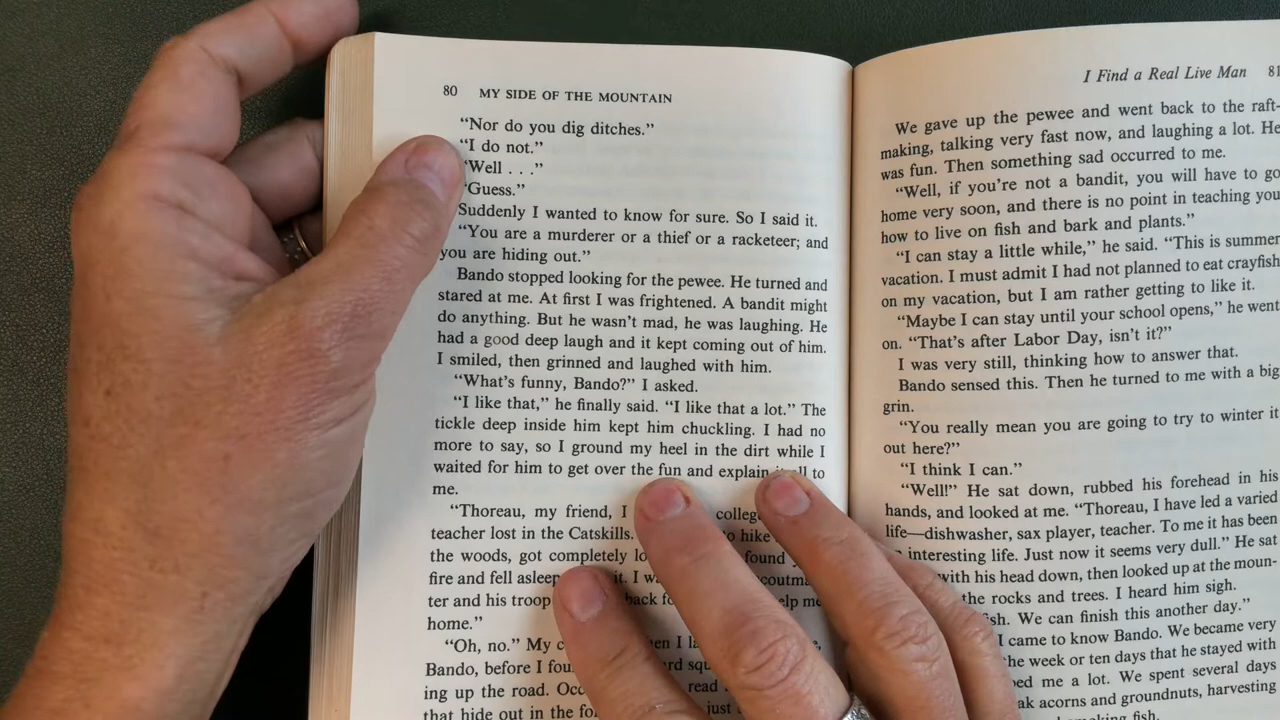 80 MY SIDE OF THE MOUNTAIN
“Nor do you dig ditches.”
“I do not.”
“Well . . .”
“Guess.”
Suddenly I wanted to know for sure. So I said it.
“You are a murderer or a thief or a racketeer; and
you are hiding out.”
Bando stopped looking for the pewee. He turned and
stared at me. At first I was frightened. A bandit might
do anything. But he wasn’t mad, he was laughing. He
had a good deep laugh and it kept coming out of him.
I smiled, then grinned and laughed with him.
“What’s funny, Bando?” I asked.
“I like that,” he finally said. “I like that a lot.” The
tickle deep inside him kept him chuckling. I had no
more to say, so I ground my heel in the dirt while I
waited for him to get over the fun and explain to
me.
“Thoreau, my friend, I
teacher lost in the Catskills. to hike
the woods, got completely found
fire and fell asleep it. I
ter and his troop back
home.”
“Oh, no.” My I
Bando, before I
ing up the road. read
that hide out in the just
I Find a Real Live Man 81
We gave up the pewee and went back to the raft-
making, talking very fast now, and laughing a lot. He
was fun. Then something sad occurred to me.
“Well, if you’re not a bandit, you will have to go
home very soon, and there is no point in teaching you
how to live on fish and bark and plants.”
“I can stay a little while,” he said. “This is summer
vacation. I must admit I had not planned to eat crayfish
on my vacation, but I am rather getting to like it.
“Maybe I can stay until your school opens,” he went
on. “That’s after Labor Day, isn’t it?”
I was very still, thinking how to answer that.
Bando sensed this. Then he turned to me with a big
grin.
“You really mean you are going to try to winter it
out here?”
“I think I can.”
“Well!” He sat down, rubbed his forehead in his
hands, and looked at me. “Thoreau, I have led a varied
life—dishwasher, sax player, teacher. To me it has been
interesting life. Just now it seems very dull.” He sat
with his head down, then looked up at the moun-
the rocks and trees. I heard him sigh.
We can finish this another day.”
I came to know Bando. We became very
the week or ten days that he stayed with
me a lot. We spent several days
acorns and groundnuts, harvesting
fish.